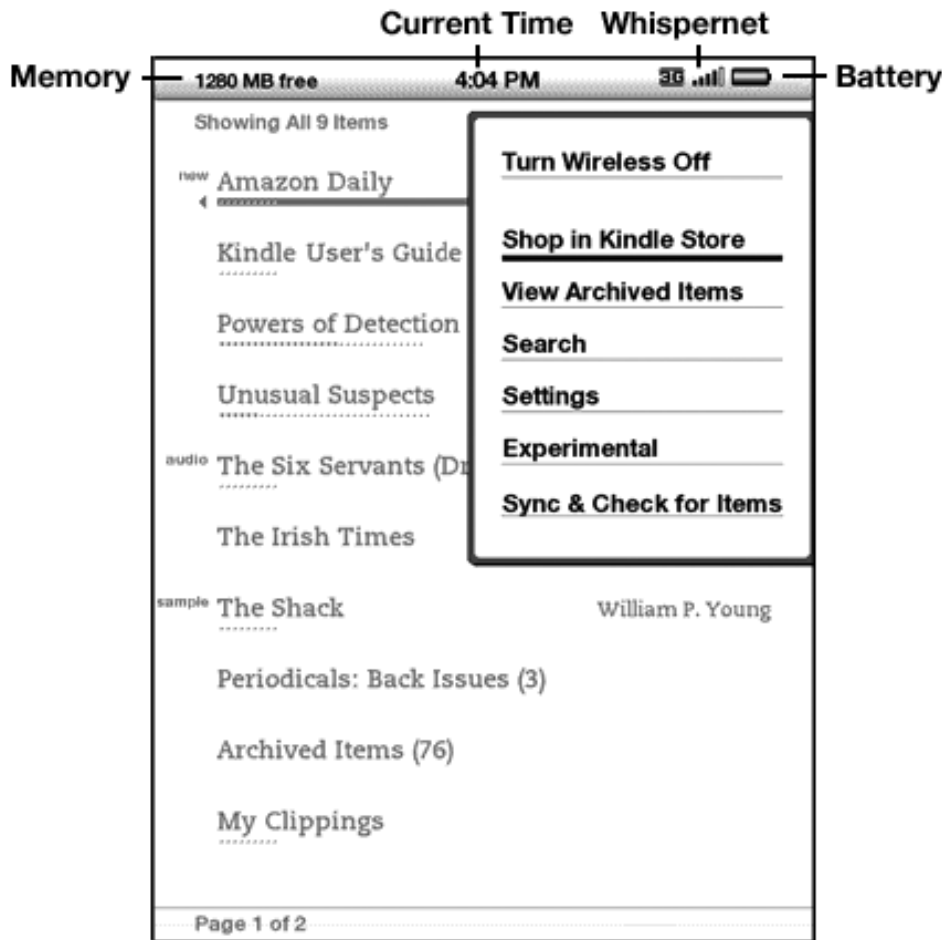 Current Time Whispernet
Memory 1280 MB free 4:04 PM 3G Battery
Showing All 9 Items
Turn Wireless Off
new Amazon Daily
Shop in Kindle Store
Kindle User's Guide
View Archived Items
Powers of Detection
Search
Unusual Suspects
Settings
Experimental
audio The Six Servants (Dr
Sync & Check for Items
The Irish Times
sample The Shack William P. Young
Periodicals: Back Issues (3)
Archived Items (76)
My Clippings
Page 1 of 2